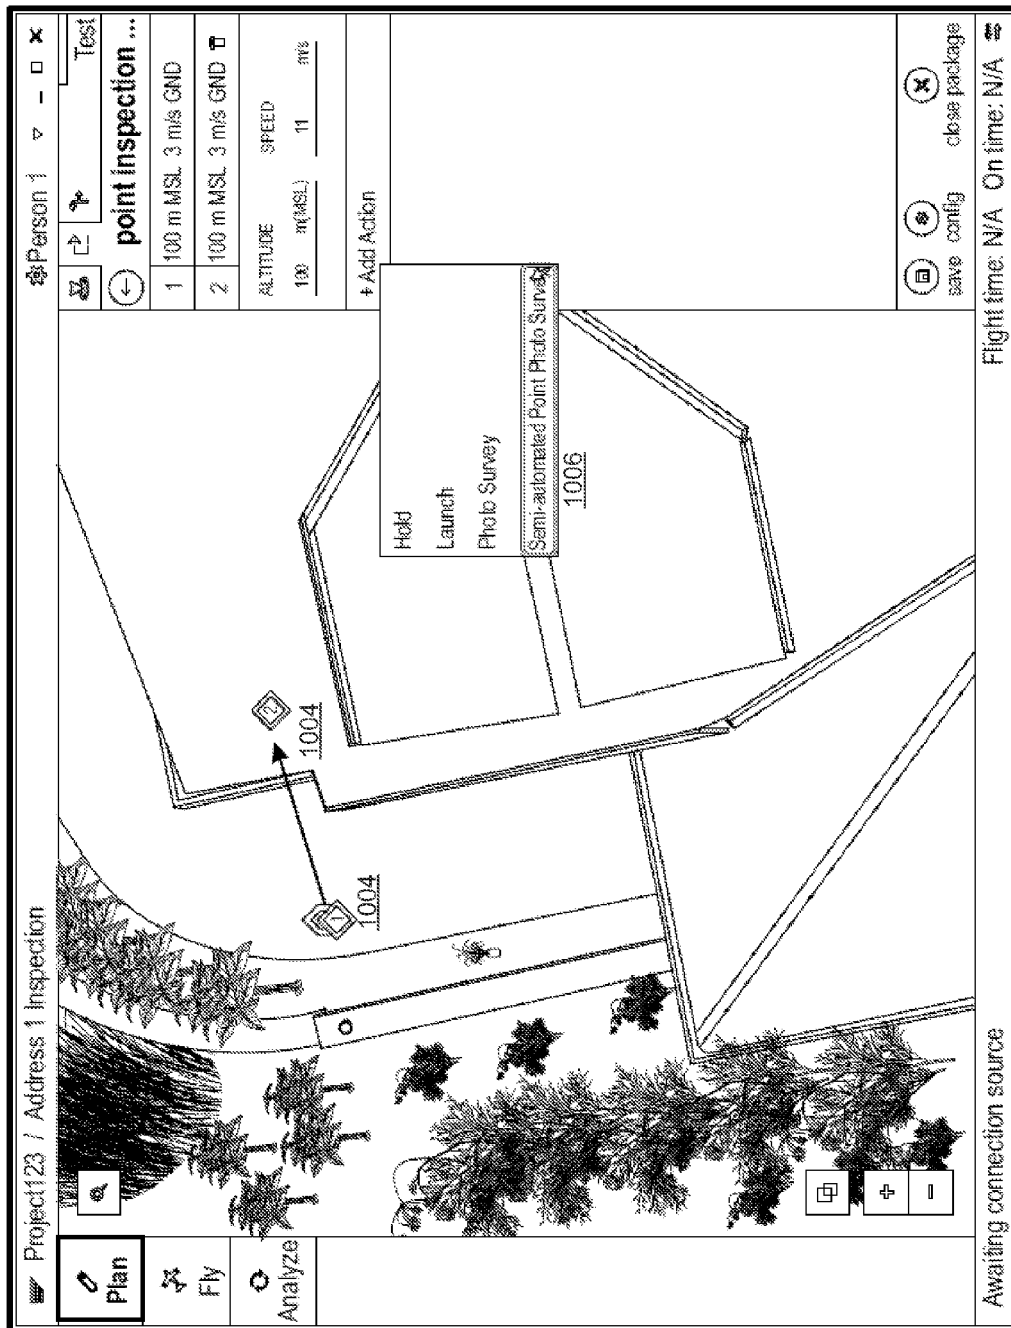 Project123 / Address 1 Inspection
Person 1
Plan
Fly
Analyze
Test
point inspection ...
1 100 m MSL 3 m/s GND
2 100 m MSL 3 m/s GND
ALTITUDE SPEED
100 m(MSL) 11 m/s
+ Add Action
Hold
Launch
Photo Survey
Semi-automated Point Photo Survey
1006
1
1004
2
1004
save config close package
Awaiting connection source
Flight time: N/A On time: N/A